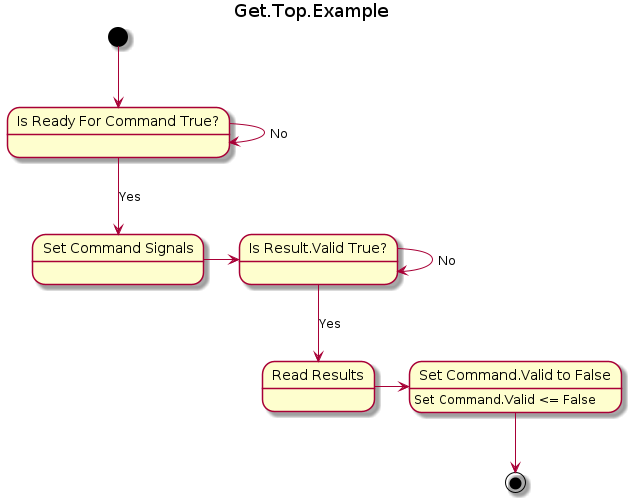 Get.Top.Example
Is Ready For Command True?
No
Yes
Set Command Signals
Is Result.Valid True?
No
Yes
Read Results
Set Command.Valid to False
Set Command.Valid <= False